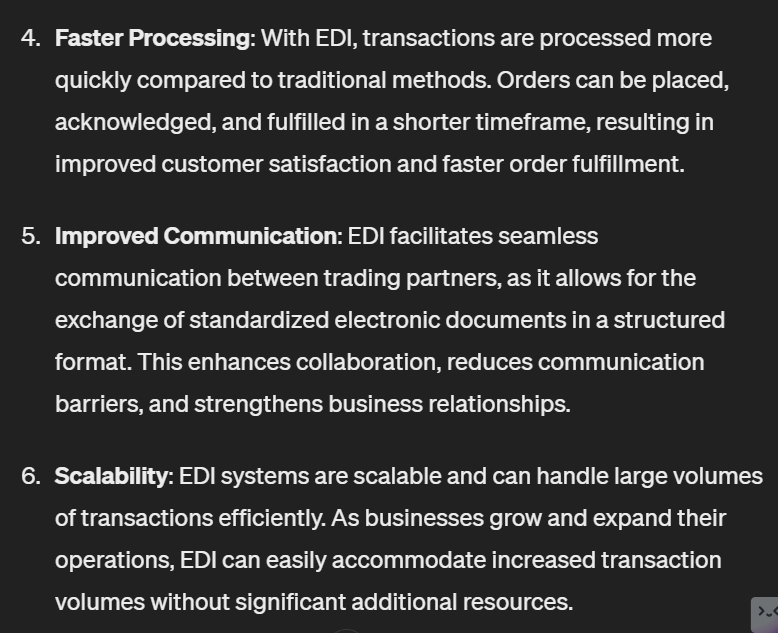 4. Faster Processing: With EDI, transactions are processed more
quickly compared to traditional methods. Orders can be placed,
acknowledged, and fulfilled in a shorter timeframe, resulting in
improved customer satisfaction and faster order fulfillment.
5. Improved Communication: EDI facilitates seamless
communication between trading partners, as it allows for the
exchange of standardized electronic documents in a structured
format. This enhances collaboration, reduces communication
barriers, and strengthens business relationships.
6. Scalability: EDI systems are scalable and can handle large volumes
of transactions efficiently. As businesses grow and expand their
operations, EDI can easily accommodate increased transaction
volumes without significant additional resources.